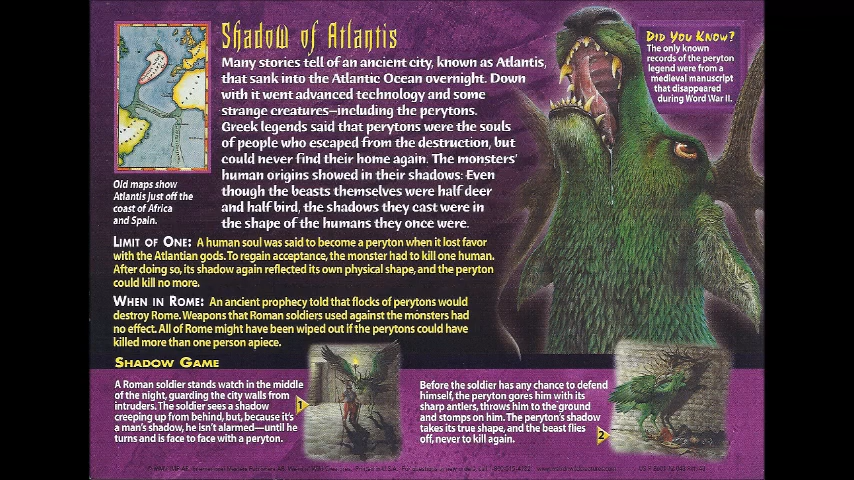 Shadow of Atlantis
Many stories tell of an ancient city, known as Atlantis,
that sank into the Atlantic Ocean overnight. Down
with it went advanced technology and some
strange creatures—including the perytons.
Greek legends said that perytons were the souls
of people who escaped from the destruction, but
could never find their home again. The monsters'
human origins showed in their shadows: Even
though the beasts themselves were half deer
and half bird, the shadows they cast were in
the shape of the humans they once were.
Old maps show
Atlantis just off the
coast of Africa
and Spain.
DID YOU KNOW?
The only known
records of the peryton
legend were from a
medieval manuscript
that disappeared
during Word War II.
LIMIT OF ONE: A human soul was said to become a peryton when it lost favor
with the Atlantian gods. To regain acceptance, the monster had to kill one human.
After doing so, its shadow again reflected its own physical shape, and the peryton
could kill no more.
WHEN IN ROME: An ancient prophecy told that flocks of perytons would
destroy Rome. Weapons that Roman soldiers used against the monsters had
no effect. All of Rome might have been wiped out if the perytons could have
killed more than one person apiece.
SHADOW GAME
A Roman soldier stands watch in the middle
of the night, guarding the city walls from
intruders. The soldier sees a shadow
creeping up from behind, but, because it's
a man's shadow, he isn't alarmed—until he
turns and is face to face with a peryton.
1
Before the soldier has any chance to defend
himself, the peryton gores him with its
sharp antlers, throws him to the ground
and stomps on him. The peryton's shadow
takes its true shape, and the beast flies
off, never to kill again.
2